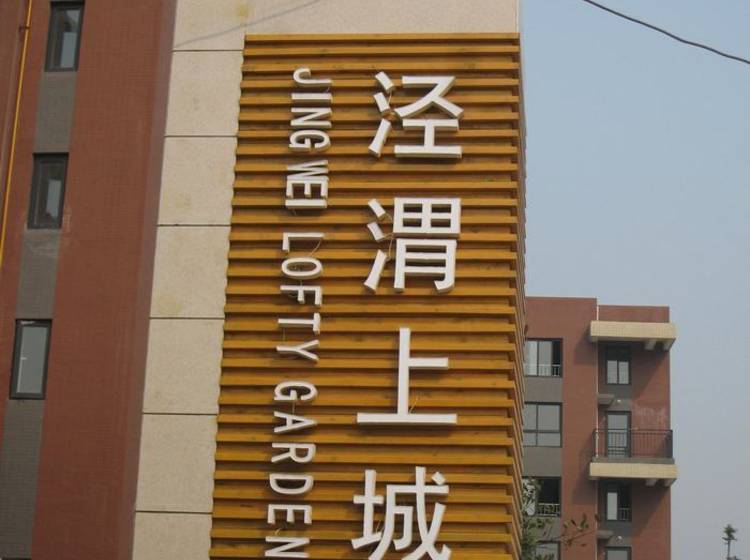 泾渭上城
JING WEI LOFTY GARDEN